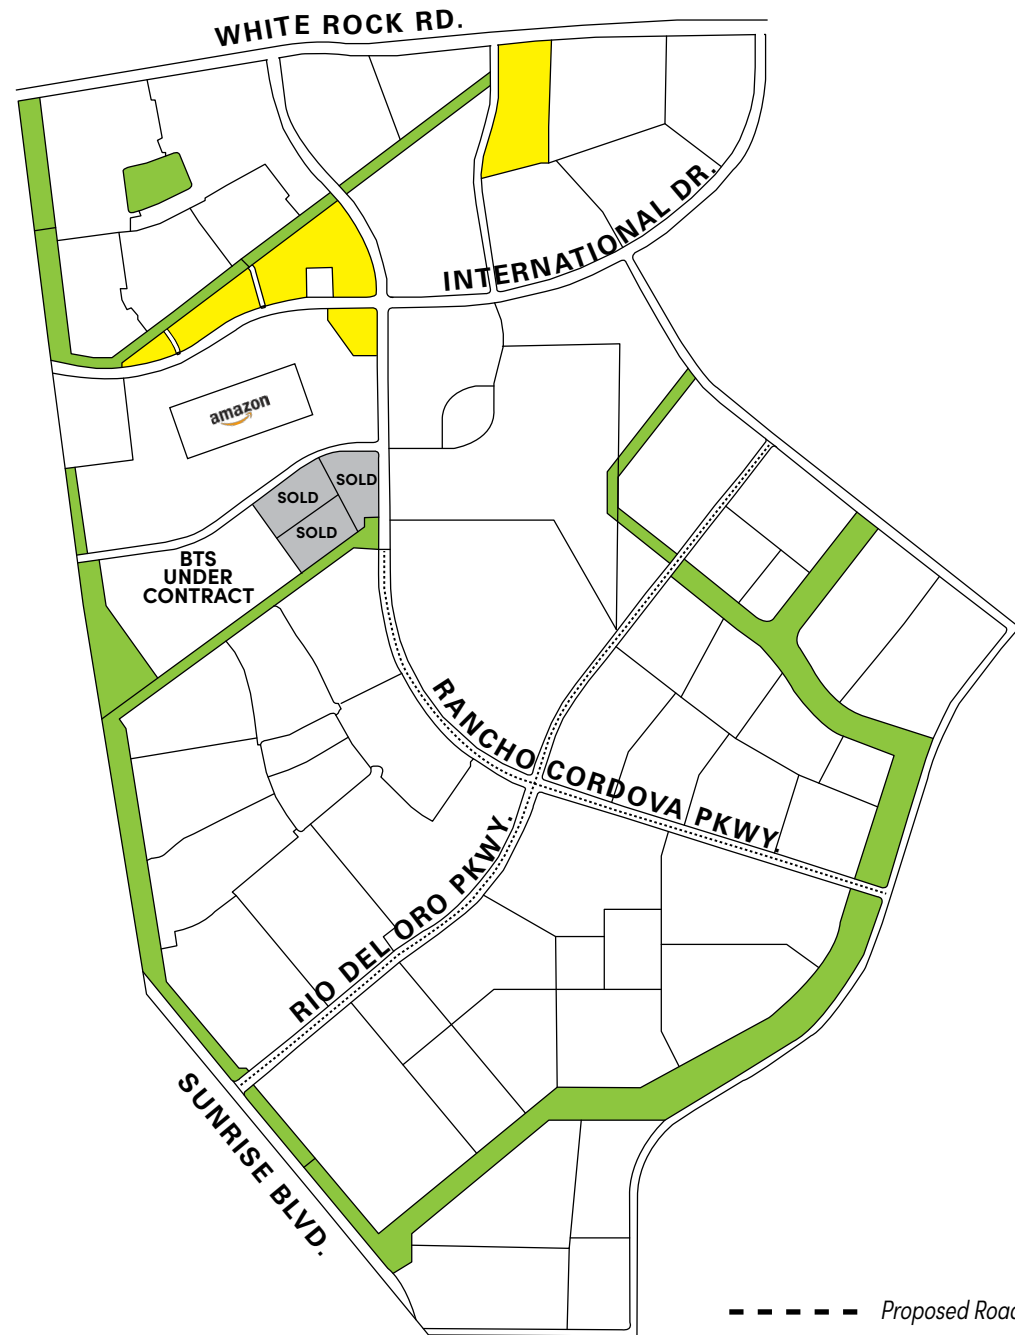 WHITE ROCK RD.
INTERNATIONAL DR.
amazon
SOLD
SOLD
SOLD
BTS
UNDER
CONTRACT
RANCHO CORDOVA PKWY.
RIO DEL ORO PKWY.
SUNRISE BLVD.
Proposed Road